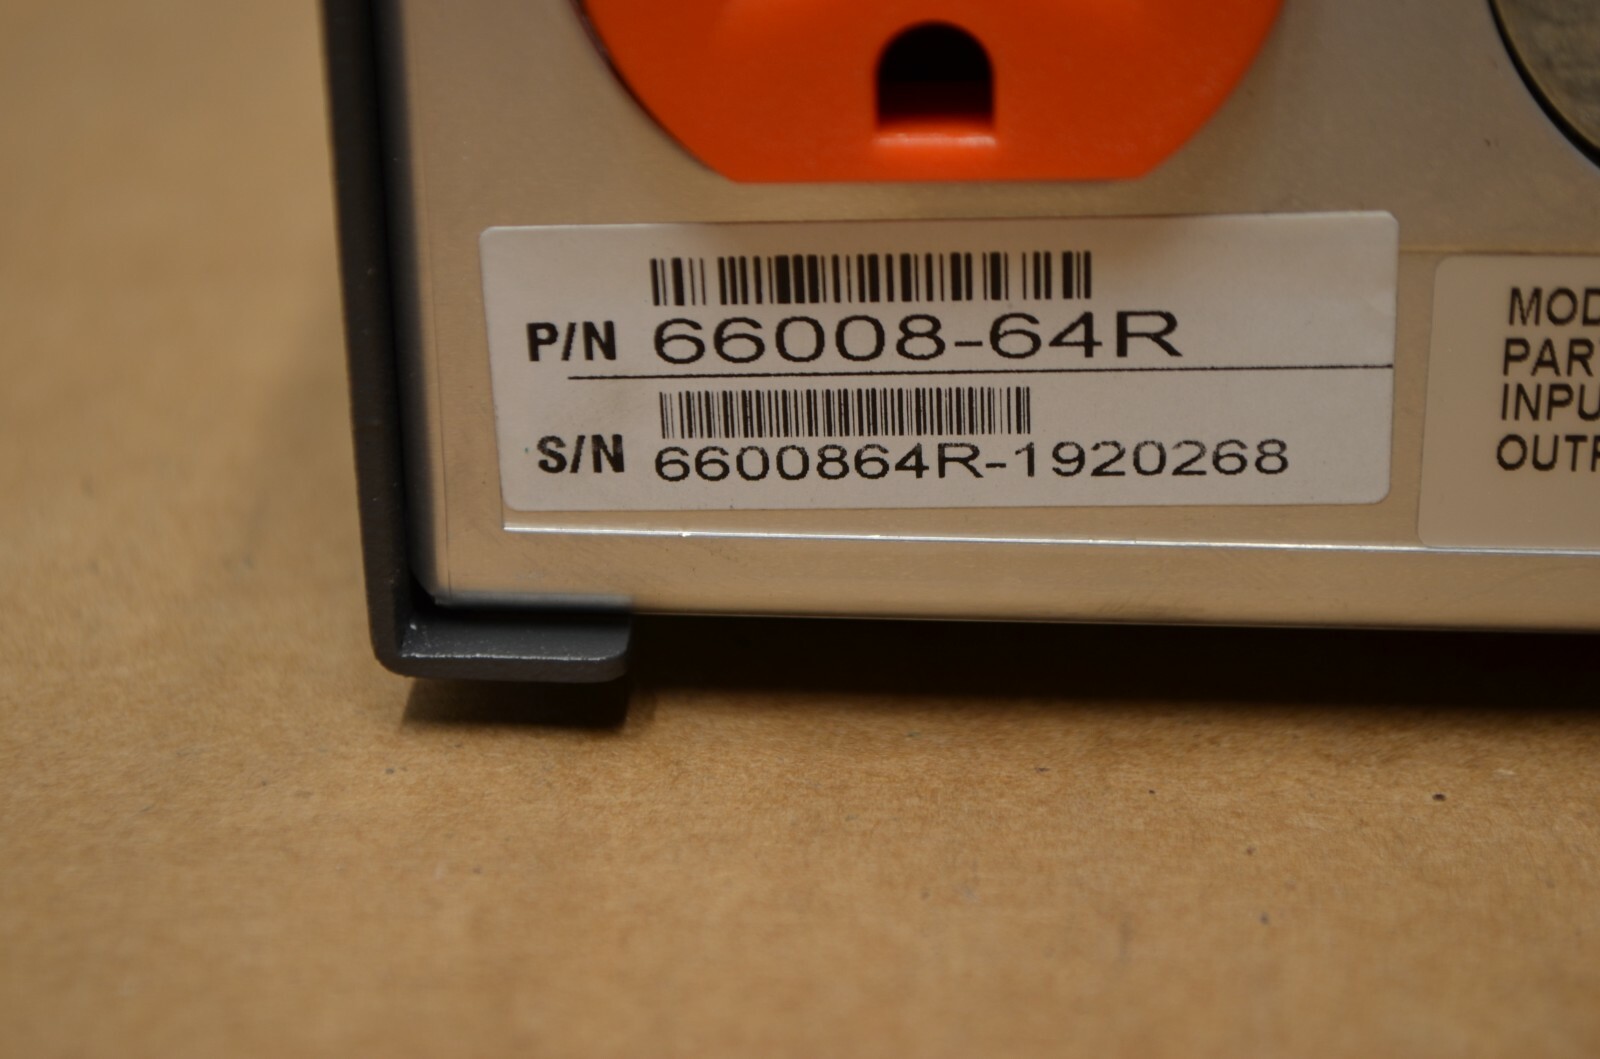 P/N 66008-64R
S/N 6600864R-1920268
MOD
PAR
INPU
OUTP